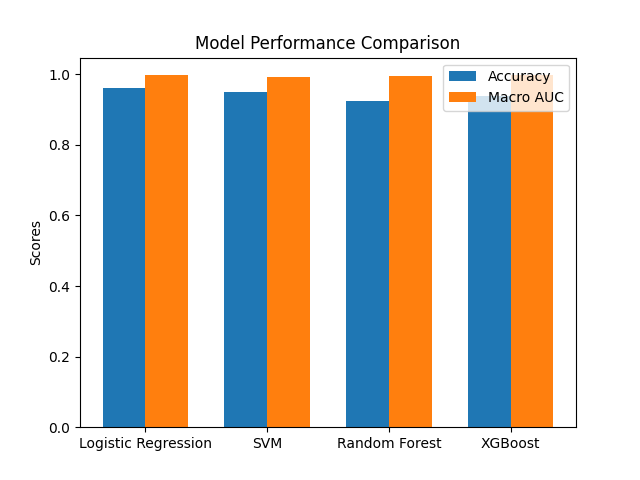 Model Performance Comparison
Accuracy
Macro AUC
Scores
1.0
0.8
0.6
0.4
0.2
0.0
Logistic Regression
SVM
Random Forest
XGBoost